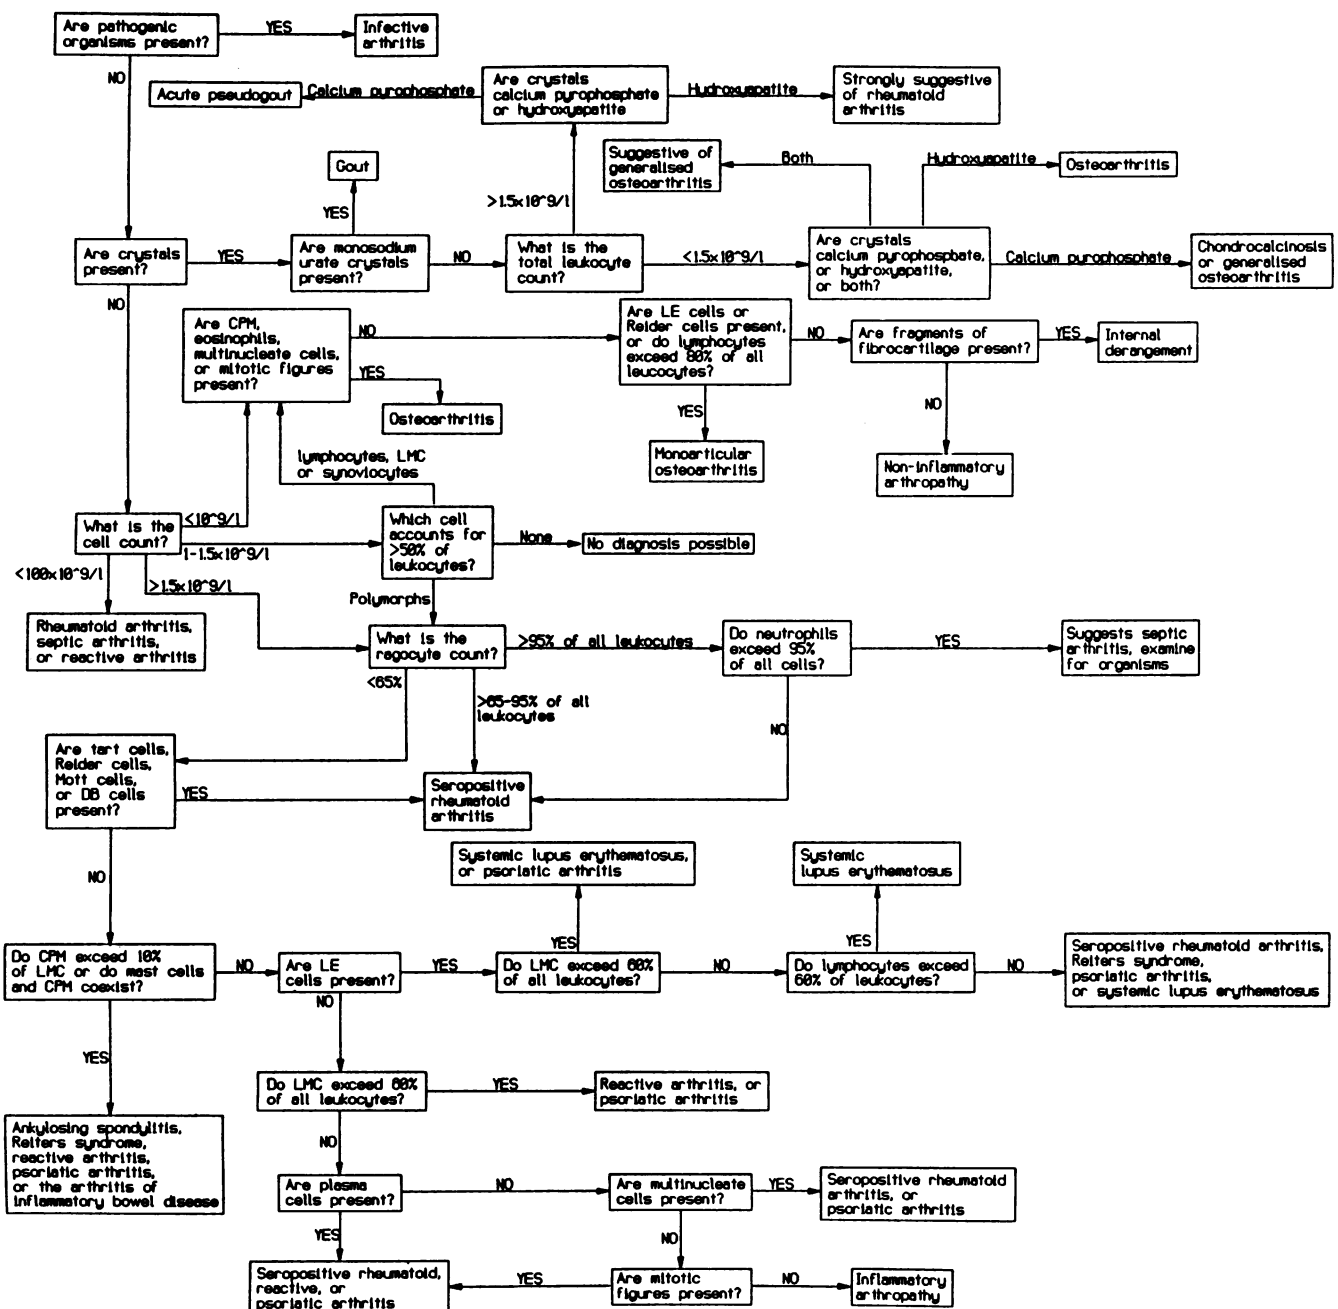 Are pathogenic
organisms present?
YES
Infective
arthritis
NO
Acute pseudogout
Calcium pyrophosphate
Are crystals
calcium pyrophosphate
or hydroxyapatite
Hydroxyapatite
Strongly suggestive
of rheumatoid
arthritis
Gout
Suggestive of
generalised
osteoarthritis
Both
Hydroxyapatite
Osteoarthritis
YES
>1.5x10^9/l
Are crystals
present?
YES
Are monosodium
urate crystals
present?
NO
What is the
total leukocyte
count?
<1.5x10^9/l
Are crystals
calcium pyrophospbate,
or hydroxyapatite,
or both?
Calcium pyrophosphate
Chondrocalcinosis
or generalised
osteoarthritis
NO
Are CPM,
eosinophils,
multinucleate cells,
or mitotic figures
present?
NO
Are LE cells or
Reider cells present,
or do lymphocytes
exceed 80% of all
leucocytes?
NO
Are fragments of
fibrocartilage present?
YES
Internal
derangement
YES
Osteoarthritis
YES
NO
Monoarticular
osteoarthritis
Non-inflammatory
arthropathy
lymphocytes, LMC
or synoviocytes
What is the
cell count?
<10^9/l
1-1.5x10^9/l
Which cell
accounts for
>50% of
leukocytes?
None
No diagnosis possible
<100x10^9/l
>1.5x10^9/l
Polymorphs
Rheumatoid arthritis,
septic arthritis,
or reactive arthritis
What is the
ragocyte count?
>95% of all leukocytes
Do neutrophils
exceed 95%
of all cells?
YES
Suggests septic
arthritis, examine
for organisms
<65%
>65-95% of all
leukocytes
NO
Are tart cells,
Reider cells,
Mott cells,
or DB cells
present?
YES
Seropositive
rheumatoid
arthritis
NO
Systemic lupus erythematosus,
or psoriatic arthritis
Systemic
lupus erythematosus
YES
YES
Do CPM exceed 10%
of LMC or do mast cells
and CPM coexist?
NO
Are LE
cells present?
YES
Do LMC exceed 60%
of all leukocytes?
NO
Do lymphocytes exceed
60% of leukocytes?
NO
Seropositive rheumatoid arthritis,
Reiters syndrome,
psoriatic arthritis,
or systemic lupus erythematosus
NO
YES
Do LMC exceed 60%
of all leukocytes?
YES
Reactive arthritis, or
psoriatic arthritis
Ankylosing spondylitis,
Reiters syndrome,
reactive arthritis,
psoriatic arthritis,
or the arthritis of
inflammatory bowel disease
NO
Are plasma
cells present?
NO
Are multinucleate
cells present?
YES
Seropositive rheumatoid
arthritis, or
psoriatic arthritis
YES
NO
Seropositive rheumatoid,
reactive, or
psoriatic arthritis
YES
Are mitotic
figures present?
NO
Inflammatory
arthropathy